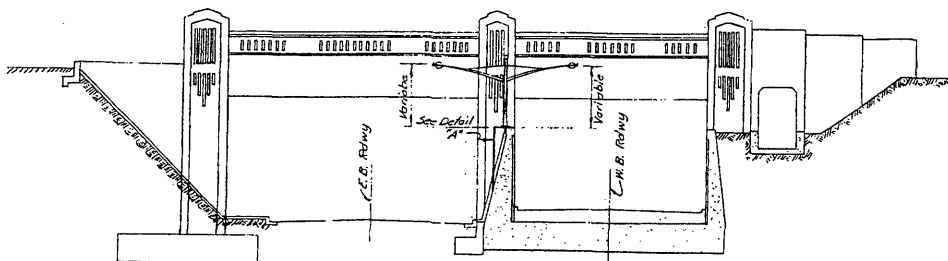 Variable
Variable
See Detail
"A"
E.B. Rdwy
W.B. Rdwy